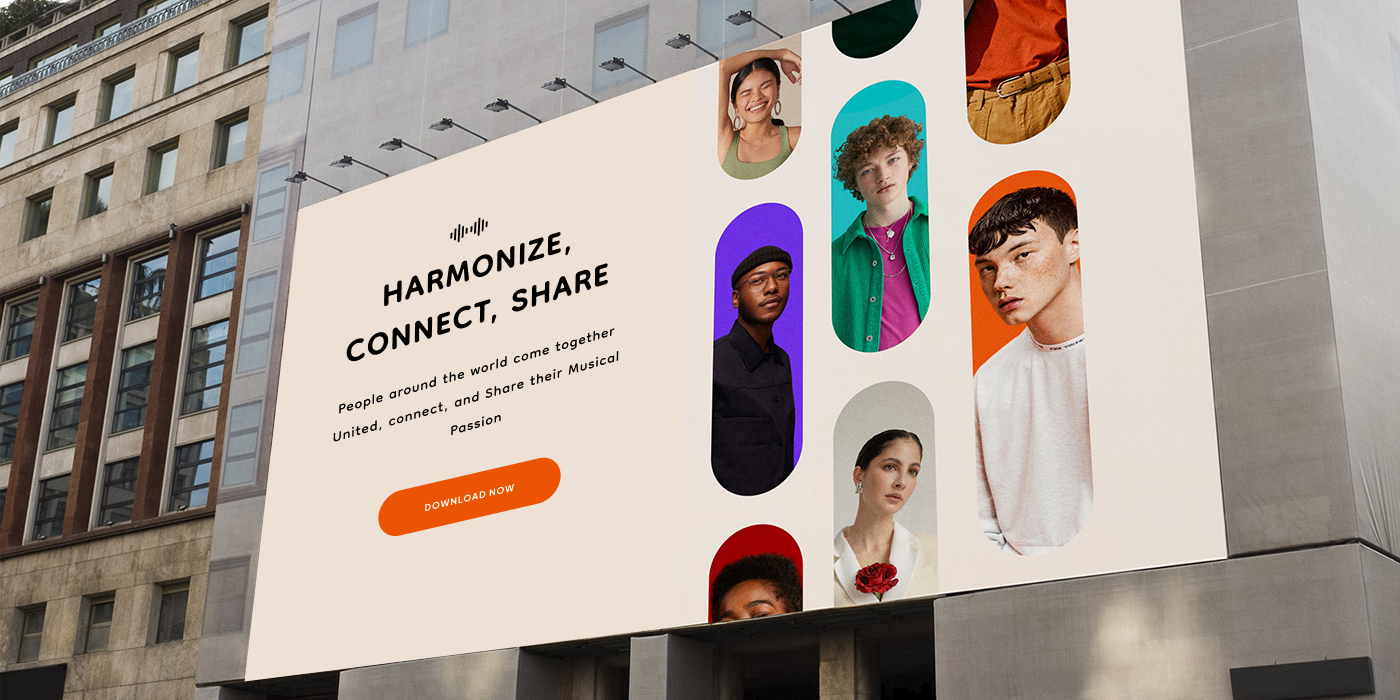 HARMONIZE,
CONNECT, SHARE
People around the world come together
United, connect, and Share their Musical
Passion
DOWNLOAD NOW